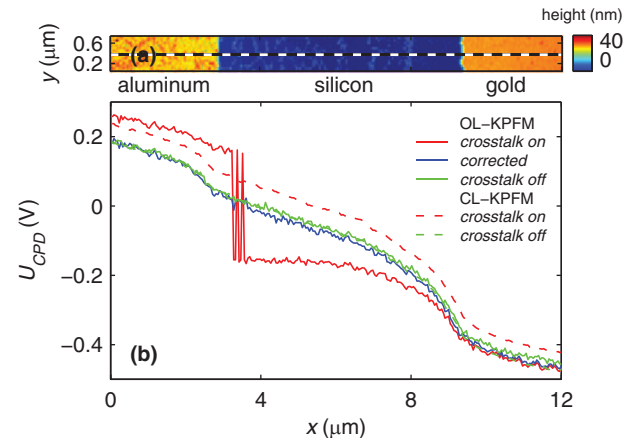 height (nm)
40
0
0.6
0.2
y (μm)
(a)
aluminum silicon gold
0.2
0
−0.2
−0.4
U_CPD (V)
OL−KPFM
crosstalk on
corrected
crosstalk off
CL−KPFM
crosstalk on
crosstalk off
(b)
0 4 8 12
x (μm)